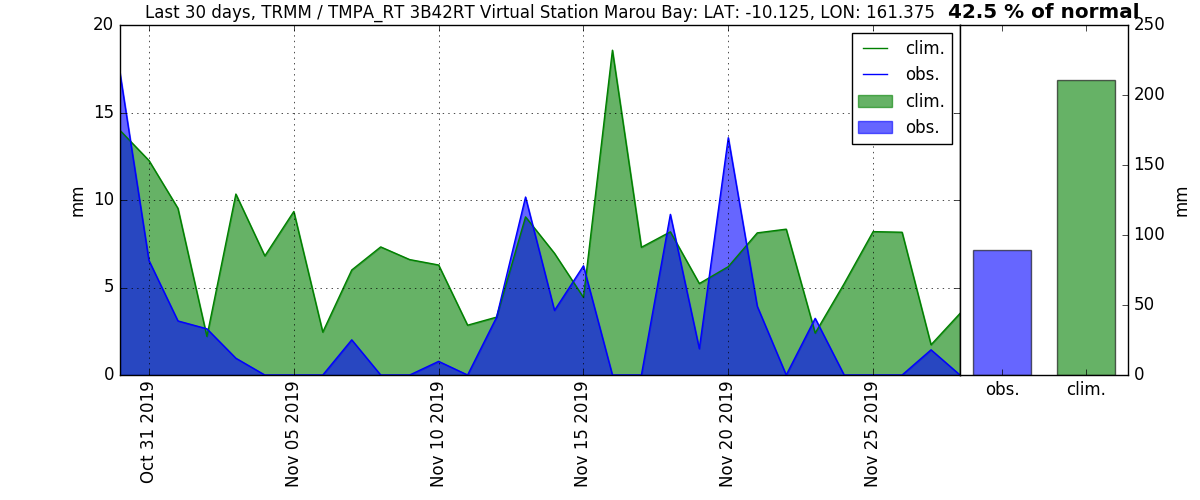 Last 30 days, TRMM / TMPA_RT 3B42RT Virtual Station Marou Bay: LAT: -10.125, LON: 161.375
42.5 % of normal
20
15
10
5
0
mm
clim.
obs.
clim.
obs.
Oct 31 2019
Nov 05 2019
Nov 10 2019
Nov 15 2019
Nov 20 2019
Nov 25 2019
250
200
150
100
50
0
mm
obs.
clim.